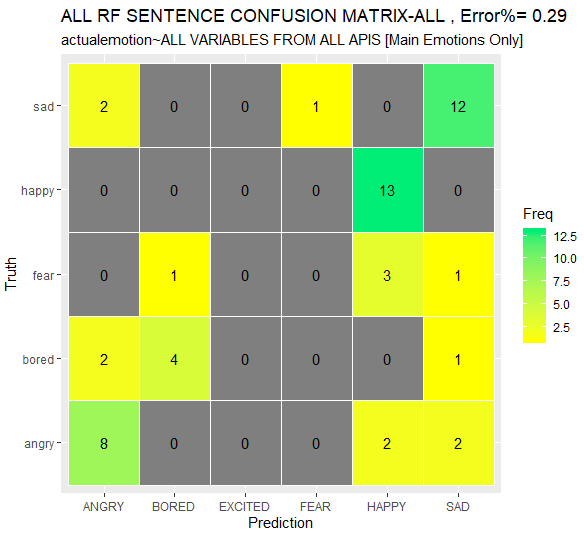 ALL RF SENTENCE CONFUSION MATRIX-ALL , Error%= 0.29
actualemotion~ALL VARIABLES FROM ALL APIS [Main Emotions Only]
sad 2 0 0 1 0 12
happy 0 0 0 0 13 0
fear 0 1 0 0 3 1
bored 2 4 0 0 0 1
angry 8 0 0 0 2 2
ANGRY BORED EXCITED FEAR HAPPY SAD
Prediction
Truth
Freq
12.5
10.0
7.5
5.0
2.5